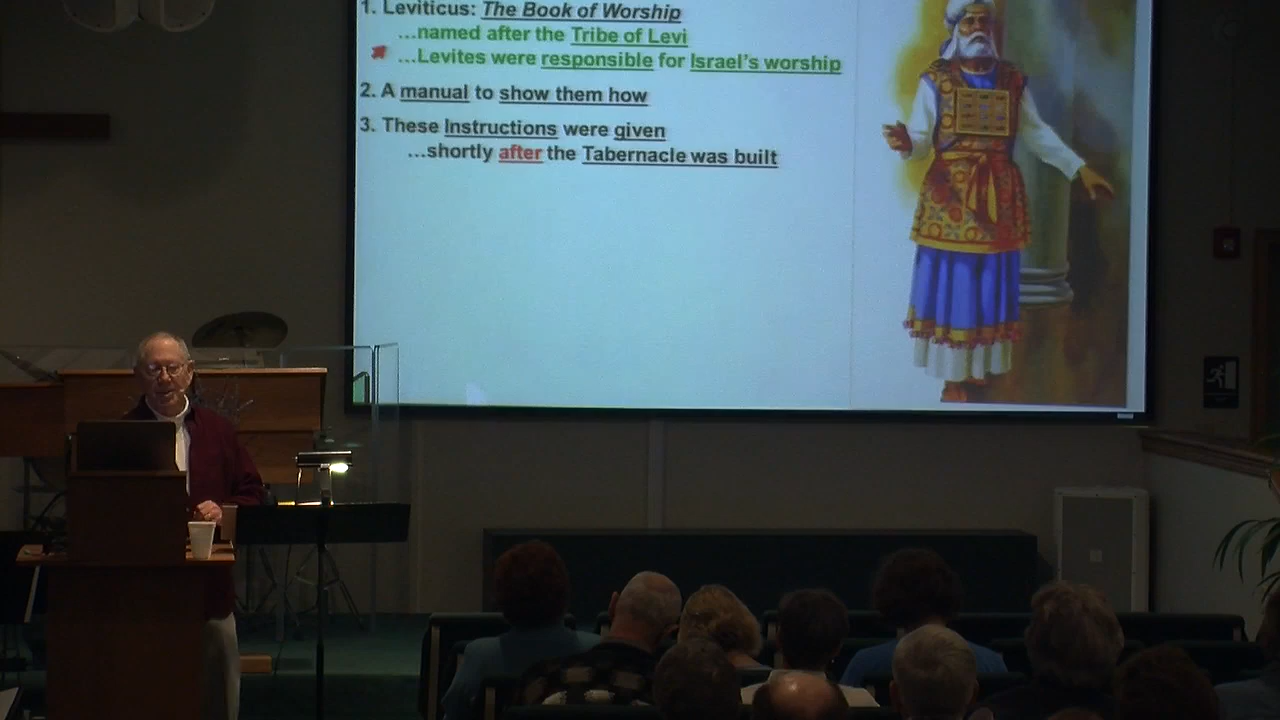 1. Leviticus: The Book of Worship
...named after the Tribe of Levi
...Levites were responsible for Israel's worship
2. A manual to show them how
3. These Instructions were given
...shortly after the Tabernacle was built